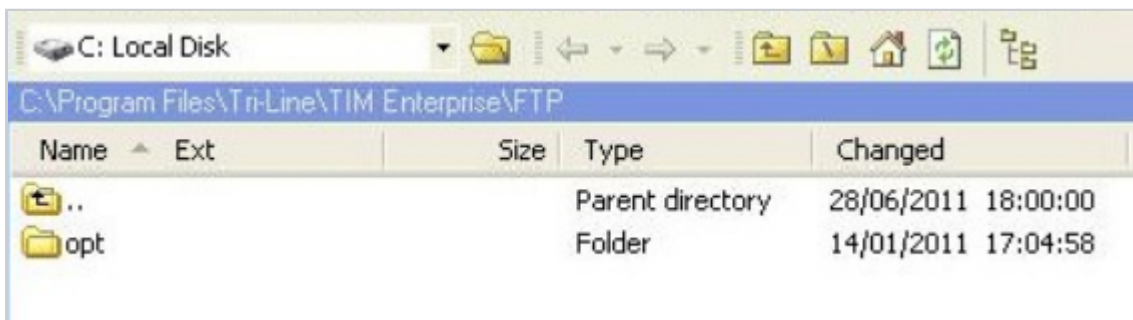 C: Local Disk
C:\Program Files\Tri-Line\TIM Enterprise\FTP
Name Ext Size Type Changed
.. Parent directory 28/06/2011 18:00:00
opt Folder 14/01/2011 17:04:58